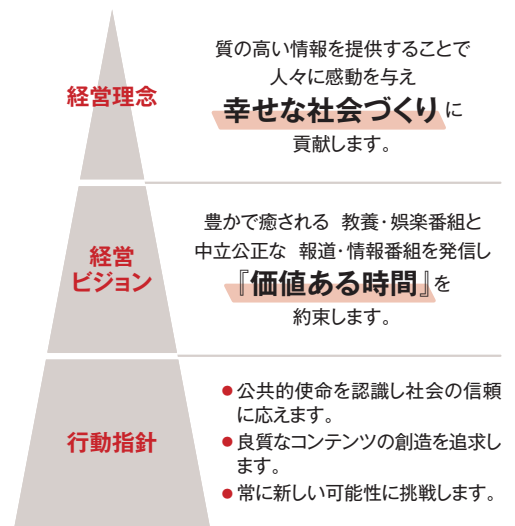 経営理念
質の高い情報を提供することで
人々に感動を与え
幸せな社会づくりに
貢献します。
経営
ビジョン
豊かで癒される 教養・娯楽番組と
中立公正な 報道・情報番組を発信し
『価値ある時間』を
約束します。
行動指針
●公共的使命を認識し社会の信頼
に応えます。
●良質なコンテンツの創造を追求し
ます。
●常に新しい可能性に挑戦します。